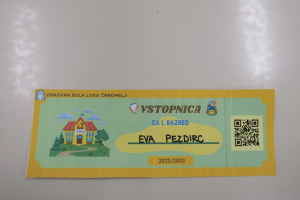 OSNOVNA ŠOLA LOKA ČRNOMELJ
VSTOPNICA
ZA 1. RAZRED
EVA PEZDIRC
2022/2023